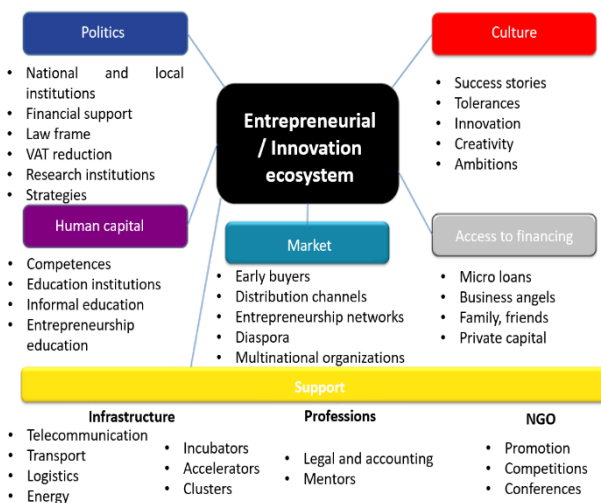 Politics
• National and local
institutions
• Financial support
• Law frame
• VAT reduction
• Research institutions
• Strategies
Culture
• Success stories
• Tolerances
• Innovation
• Creativity
• Ambitions
Entrepreneurial
/ Innovation
ecosystem
Human capital
• Competences
• Education institutions
• Informal education
• Entrepreneurship
education
Market
• Early buyers
• Distribution channels
• Entrepreneurship networks
• Diaspora
• Multinational organizations
Access to financing
• Micro loans
• Business angels
• Family, friends
• Private capital
Support
Infrastructure
• Telecommunication
• Transport
• Logistics
• Energy
• Incubators
• Accelerators
• Clusters
Professions
• Legal and accounting
• Mentors
NGO
• Promotion
• Competitions
• Conferences